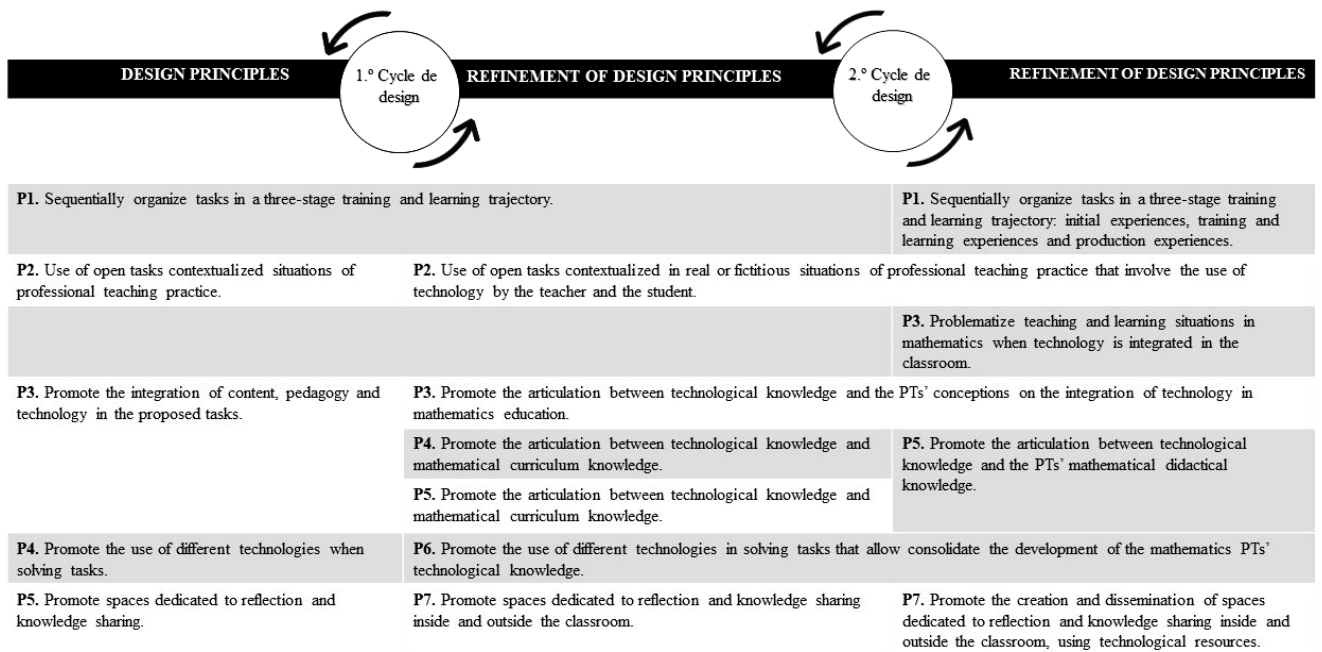 DESIGN PRINCIPLES
1.º Cycle de
design
REFINEMENT OF DESIGN PRINCIPLES
2.º Cycle de
design
REFINEMENT OF DESIGN PRINCIPLES
P1. Sequentially organize tasks in a three-stage training and learning trajectory.
P1. Sequentially organize tasks in a three-stage training
and learning trajectory: initial experiences, training and
learning experiences and production experiences.
P2. Use of open tasks contextualized situations of
professional teaching practice.
P2. Use of open tasks contextualized in real or fictitious situations of professional teaching practice that involve the use of
technology by the teacher and the student.
P3. Problematize teaching and learning situations in
mathematics when technology is integrated in the
classroom.
P3. Promote the integration of content, pedagogy and
technology in the proposed tasks.
P3. Promote the articulation between technological knowledge and the PTs’ conceptions on the integration of technology in
mathematics education.
P4. Promote the articulation between technological knowledge and
mathematical curriculum knowledge.
P5. Promote the articulation between technological knowledge and
mathematical curriculum knowledge.
P5. Promote the articulation between technological
knowledge and the PTs’ mathematical didactical
knowledge.
P4. Promote the use of different technologies when
solving tasks.
P6. Promote the use of different technologies in solving tasks that allow consolidate the development of the mathematics PTs’
technological knowledge.
P5. Promote spaces dedicated to reflection and
knowledge sharing.
P7. Promote spaces dedicated to reflection and knowledge sharing
inside and outside the classroom.
P7. Promote the creation and dissemination of spaces
dedicated to reflection and knowledge sharing inside and
outside the classroom, using technological resources.